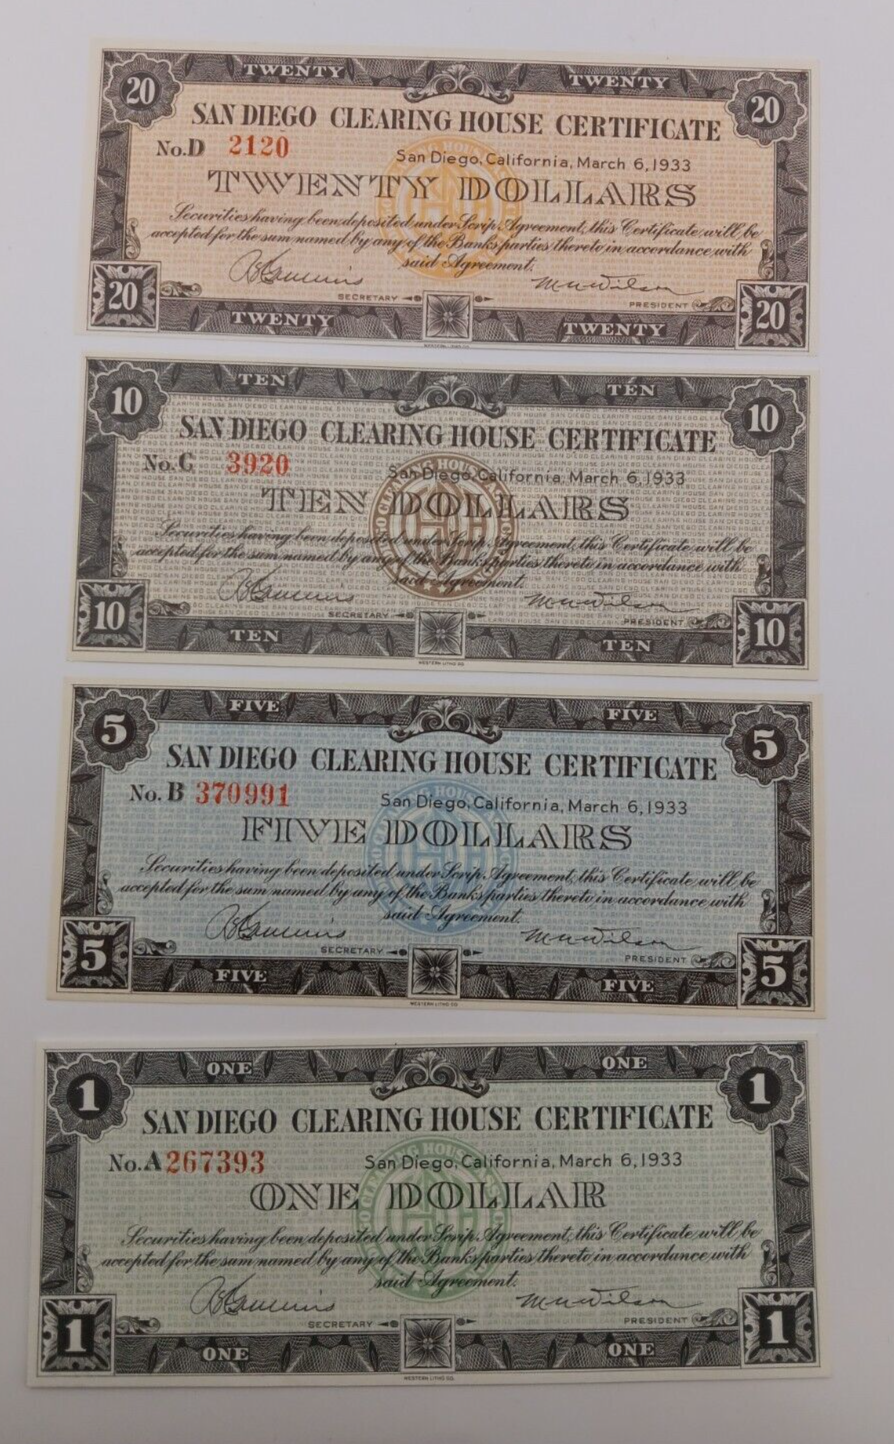 TWENTY TWENTY
20 20
SAN DIEGO CLEARING HOUSE CERTIFICATE
No. D 2120
San Diego, California, March 6, 1933
TWENTY DOLLARS
Securities having been deposited under Scrip Agreement, this Certificate will be
accepted for the sum named by any of the Banks parties thereto in accordance with
said Agreement.
SECRETARY PRESIDENT
20 20
TWENTY TWENTY
TEN TEN
10 10
SAN DIEGO CLEARING HOUSE CERTIFICATE
No. C 3920
San Diego, California, March 6, 1933
TEN DOLLARS
Securities having been deposited under Scrip Agreement, this Certificate will be
accepted for the sum named by any of the Banks parties thereto in accordance with
said Agreement.
SECRETARY PRESIDENT
10 10
TEN TEN
WESTERN LITHO CO.
FIVE FIVE
5 5
SAN DIEGO CLEARING HOUSE CERTIFICATE
No. B 370991
San Diego, California, March 6, 1933
FIVE DOLLARS
Securities having been deposited under Scrip Agreement, this Certificate will be
accepted for the sum named by any of the Banks parties thereto in accordance with
said Agreement.
SECRETARY PRESIDENT
5 5
FIVE FIVE
WESTERN LITHO CO.
ONE ONE
1 1
SAN DIEGO CLEARING HOUSE CERTIFICATE
No. A 267393
San Diego, California, March 6, 1933
ONE DOLLAR
Securities having been deposited under Scrip Agreement, this Certificate will be
accepted for the sum named by any of the Banks parties thereto in accordance with
said Agreement.
SECRETARY PRESIDENT
1 1
ONE ONE
WESTERN LITHO CO.